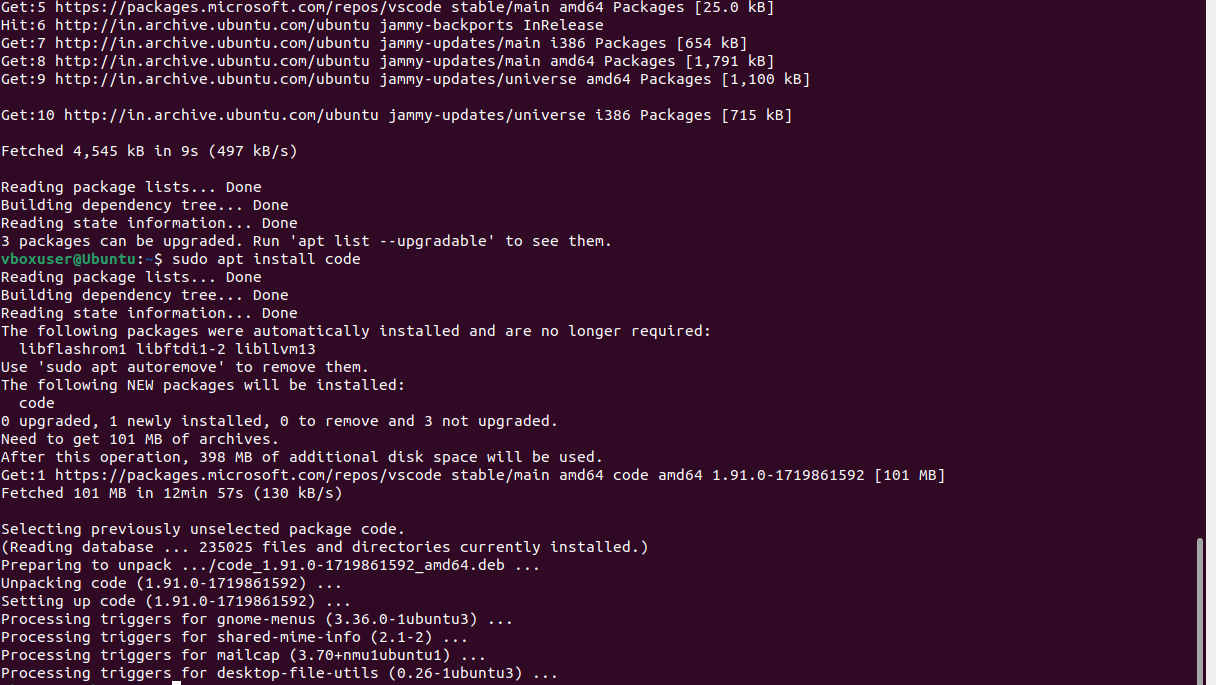 Get:5 https://packages.microsoft.com/repos/vscode stable/main amd64 Packages [25.0 kB]
Hit:6 http://in.archive.ubuntu.com/ubuntu jammy-backports InRelease
Get:7 http://in.archive.ubuntu.com/ubuntu jammy-updates/main i386 Packages [654 kB]
Get:8 http://in.archive.ubuntu.com/ubuntu jammy-updates/main amd64 Packages [1,791 kB]
Get:9 http://in.archive.ubuntu.com/ubuntu jammy-updates/universe amd64 Packages [1,100 kB]
Get:10 http://in.archive.ubuntu.com/ubuntu jammy-updates/universe i386 Packages [715 kB]
Fetched 4,545 kB in 9s (497 kB/s)
Reading package lists... Done
Building dependency tree... Done
Reading state information... Done
3 packages can be upgraded. Run 'apt list --upgradable' to see them.
vboxuser@Ubuntu:~$ sudo apt install code
Reading package lists... Done
Building dependency tree... Done
Reading state information... Done
The following packages were automatically installed and are no longer required:
  libflashrom1 libftdi1-2 libllvm13
Use 'sudo apt autoremove' to remove them.
The following NEW packages will be installed:
  code
0 upgraded, 1 newly installed, 0 to remove and 3 not upgraded.
Need to get 101 MB of archives.
After this operation, 398 MB of additional disk space will be used.
Get:1 https://packages.microsoft.com/repos/vscode stable/main amd64 code amd64 1.91.0-1719861592 [101 MB]
Fetched 101 MB in 12min 57s (130 kB/s)
Selecting previously unselected package code.
(Reading database ... 235025 files and directories currently installed.)
Preparing to unpack .../code_1.91.0-1719861592_amd64.deb ...
Unpacking code (1.91.0-1719861592) ...
Setting up code (1.91.0-1719861592) ...
Processing triggers for gnome-menus (3.36.0-1ubuntu3) ...
Processing triggers for shared-mime-info (2.1-2) ...
Processing triggers for mailcap (3.70+nmu1ubuntu1) ...
Processing triggers for desktop-file-utils (0.26-1ubuntu3) ...